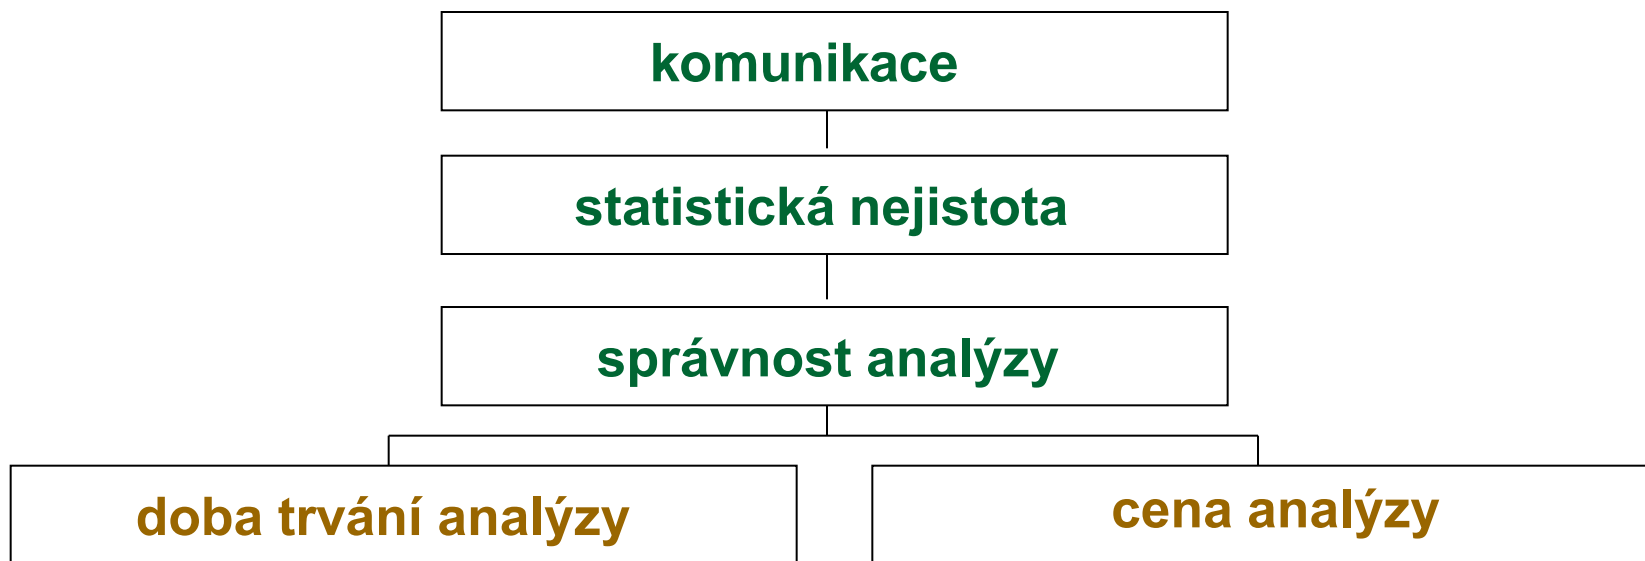 komunikace
statistická nejistota
správnost analýzy
doba trvání analýzy
cena analýzy